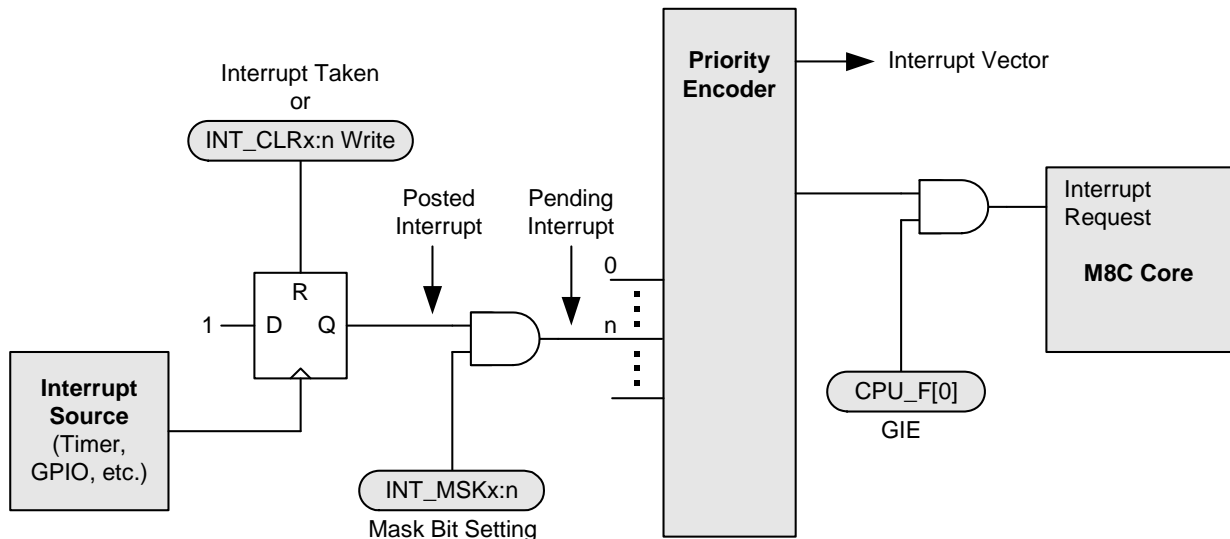 Interrupt Taken
or
INT_CLRx:n Write
Posted
Interrupt
Pending
Interrupt
Priority
Encoder
Interrupt Vector
Interrupt
Request
M8C Core
R
1
D
Q
0
n
Interrupt
Source
(Timer,
GPIO, etc.)
INT_MSKx:n
Mask Bit Setting
CPU_F[0]
GIE